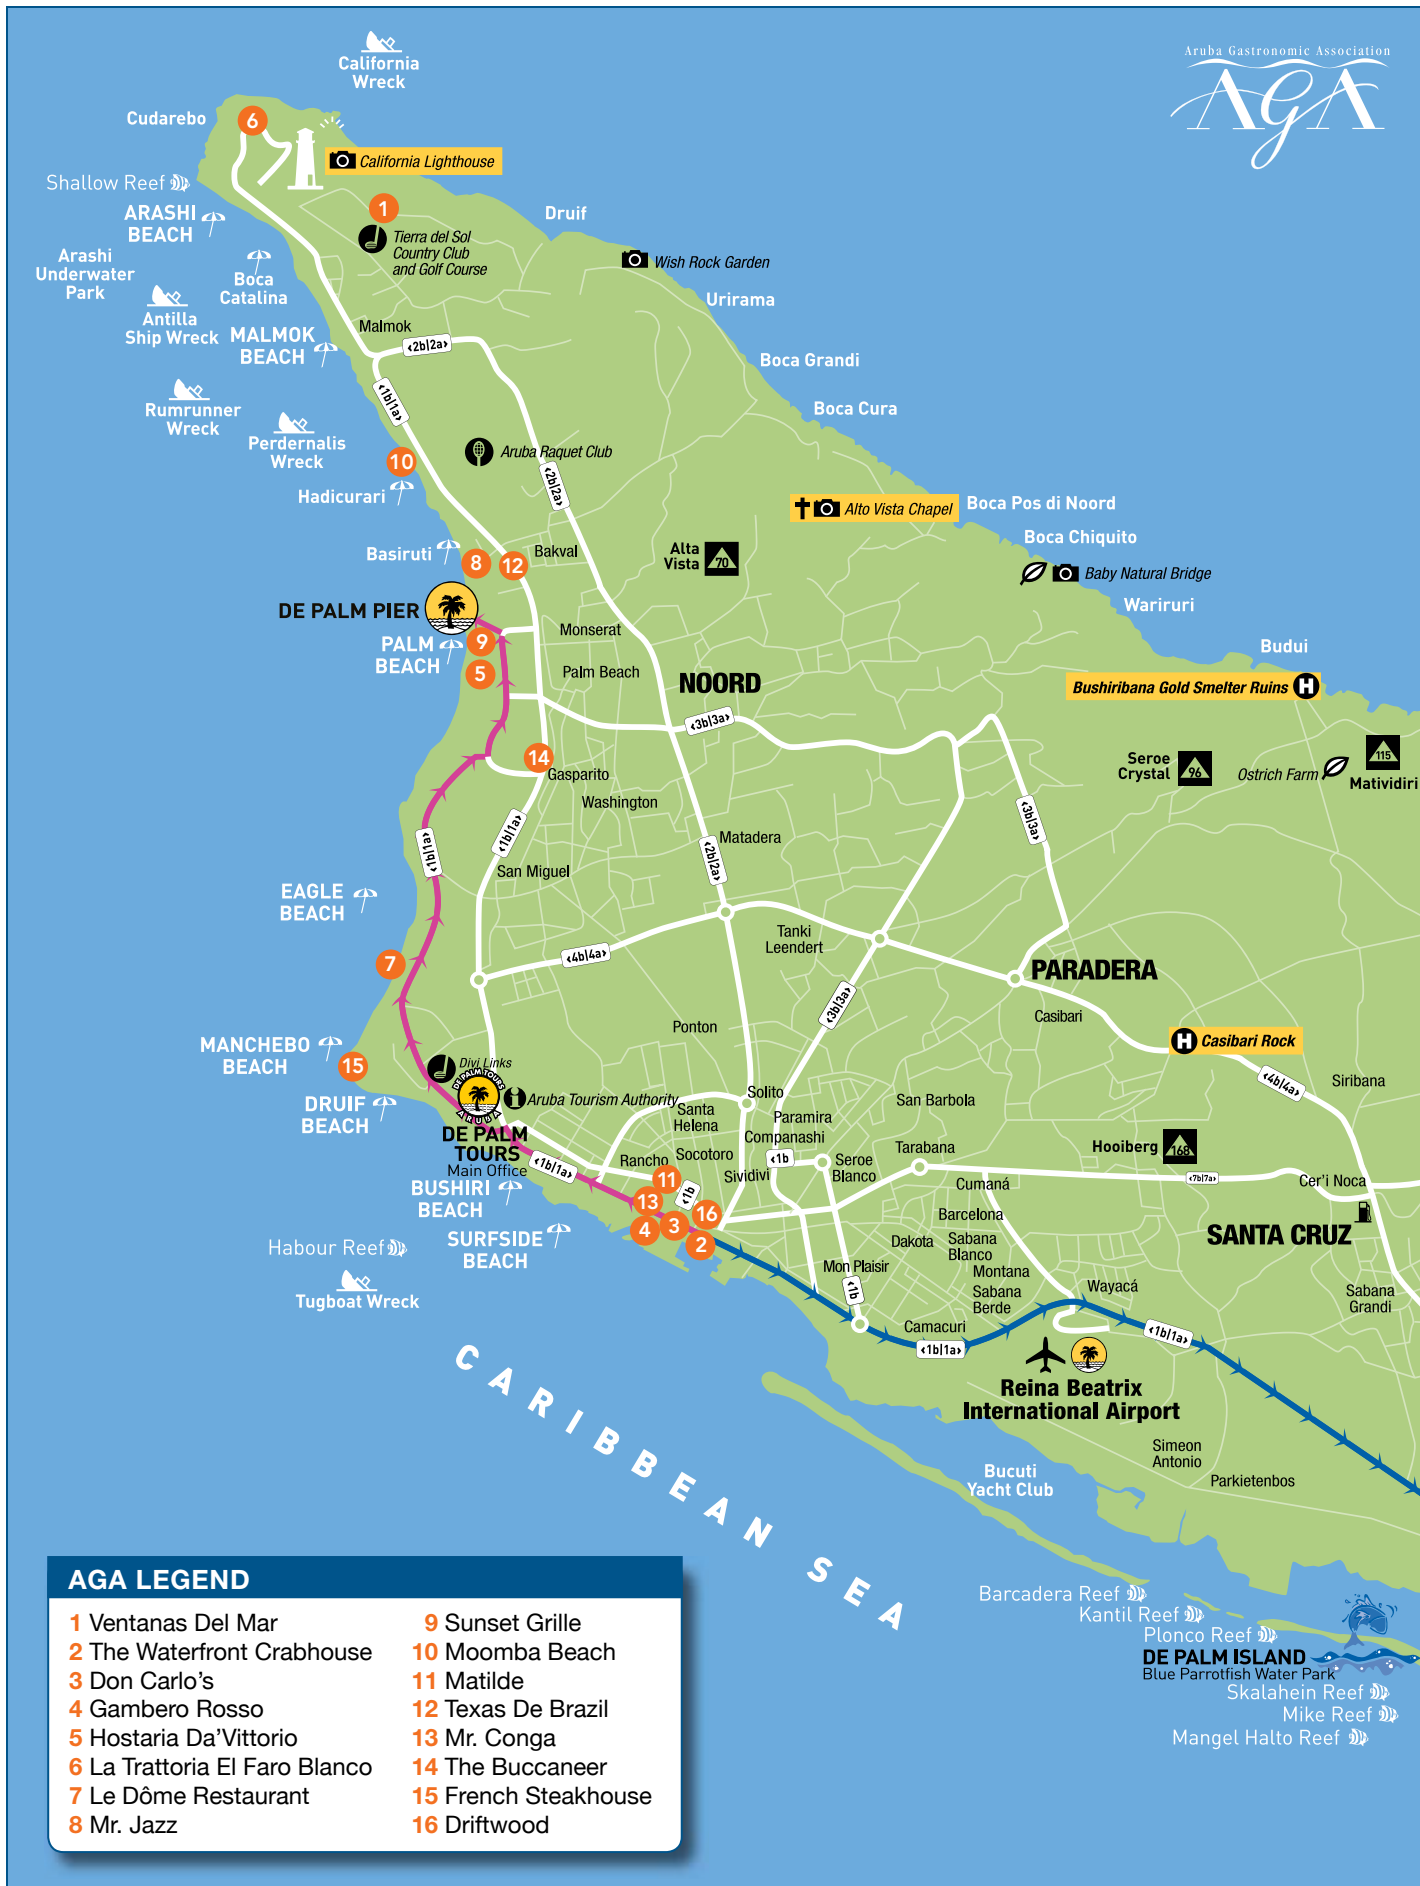 Aruba Gastronomic Association
AGA
California
Wreck
Cudarebo
6
California Lighthouse
Shallow Reef
ARASHI
BEACH
1
Tierra del Sol
Country Club
and Golf Course
Druif
Wish Rock Garden
Arashi
Underwater
Park
Boca
Catalina
Urirama
Antilla
Ship Wreck
MALMOK
BEACH
Malmok
‹2b|2a›
Boca Grandi
Rumrunner
Wreck
‹1b|1a›
Boca Cura
Perdernalis
Wreck
10
Aruba Raquet Club
‹2b|2a›
Hadicurari
Alto Vista Chapel
Boca Pos di Noord
Boca Chiquito
Basiruti
8
12
Bakval
Alta
Vista
70
Baby Natural Bridge
DE PALM PIER
Wariruri
PALM
BEACH
9
5
Monserat
Palm Beach
NOORD
Budui
Bushiribana Gold Smelter Ruins
H
‹3b|3a›
14
Gasparito
Washington
Seroe
Crystal
96
Ostrich Farm
115
Matividiri
‹1b|1a›
‹1b|1a›
‹3b|3a›
Matadera
‹2b|2a›
San Miguel
EAGLE
BEACH
Tanki
Leendert
‹4b|4a›
7
PARADERA
‹3b|3a›
Casibari
Ponton
H
Casibari Rock
MANCHEBO
BEACH
15
Divi Links
‹4b|4a›
Siribana
DE PALM TOURS
ARUBA
Aruba Tourism Authority
DRUIF
BEACH
Solito
Santa
Helena
Paramira
San Barbola
DE PALM
TOURS
Main Office
Companashi
Hooiberg
168
Socotoro
Rancho
‹1b
Seroe
Blanco
Tarabana
‹1b|1a›
11
Sividivi
Cumaná
‹7b|7a›
Cer'i Noca
BUSHIRI
BEACH
13
‹1b
16
Barcelona
4
3
2
SANTA CRUZ
SURFSIDE
BEACH
Habour Reef
Dakota
Sabana
Blanco
Mon Plaisir
Montana
Tugboat Wreck
‹1b
Sabana
Berde
Wayacá
Sabana
Grandi
Camacuri
‹1b|1a›
‹1b|1a›
Reina Beatrix
International Airport
CARIBBEAN SEA
Simeon
Antonio
Bucuti
Yacht Club
Parkietenbos
Barcadera Reef
Kantil Reef
Plonco Reef
DE PALM ISLAND
Blue Parrotfish Water Park
Skalahein Reef
Mike Reef
Mangel Halto Reef
AGA LEGEND
1 Ventanas Del Mar
2 The Waterfront Crabhouse
3 Don Carlo's
4 Gambero Rosso
5 Hostaria Da'Vittorio
6 La Trattoria El Faro Blanco
7 Le Dôme Restaurant
8 Mr. Jazz
9 Sunset Grille
10 Moomba Beach
11 Matilde
12 Texas De Brazil
13 Mr. Conga
14 The Buccaneer
15 French Steakhouse
16 Driftwood